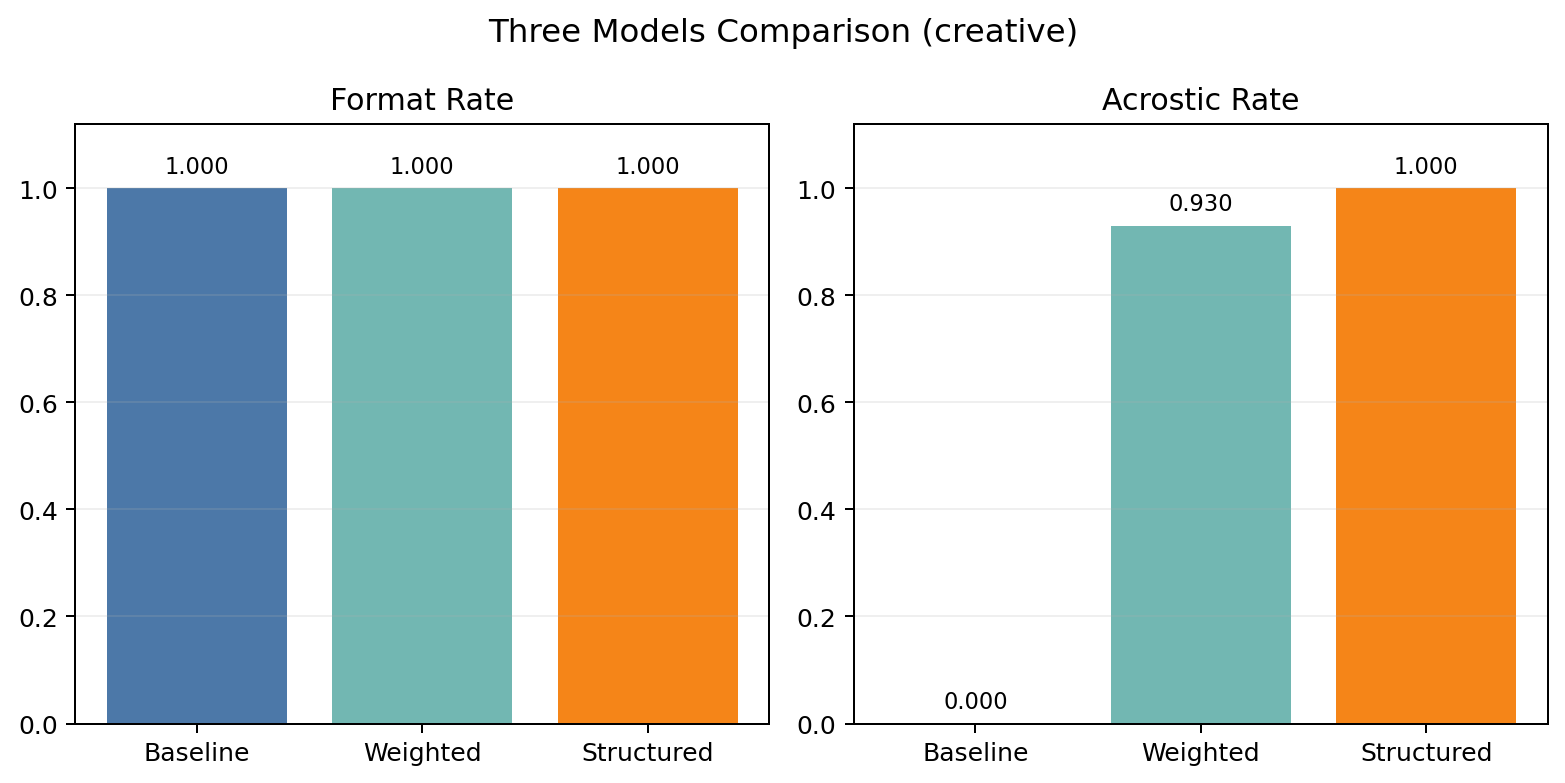 Three Models Comparison (creative)
Format Rate
1.000 1.000 1.000
1.0
0.8
0.6
0.4
0.2
0.0
Baseline Weighted Structured
Acrostic Rate
1.000
0.930
1.0
0.8
0.6
0.4
0.2
0.000
0.0
Baseline Weighted Structured